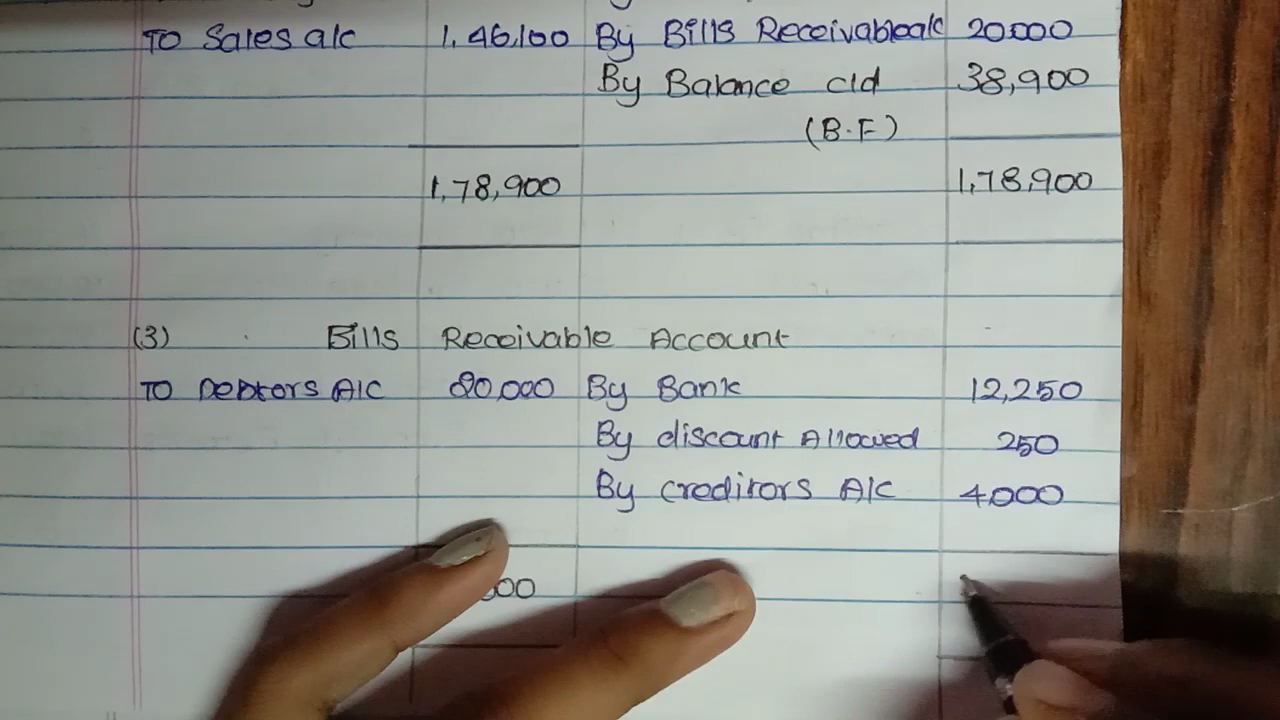 TO Sales a/c 1,46,100 By Bills Receivable a/c 20000
By Balance c/d 38,900
(B.F)
1,78,900 1,78,900
(3) Bills Receivable Account
TO Debtors A/C 20,000 By Bank 12,250
By discount Allowed 250
By creditors A/C 4000